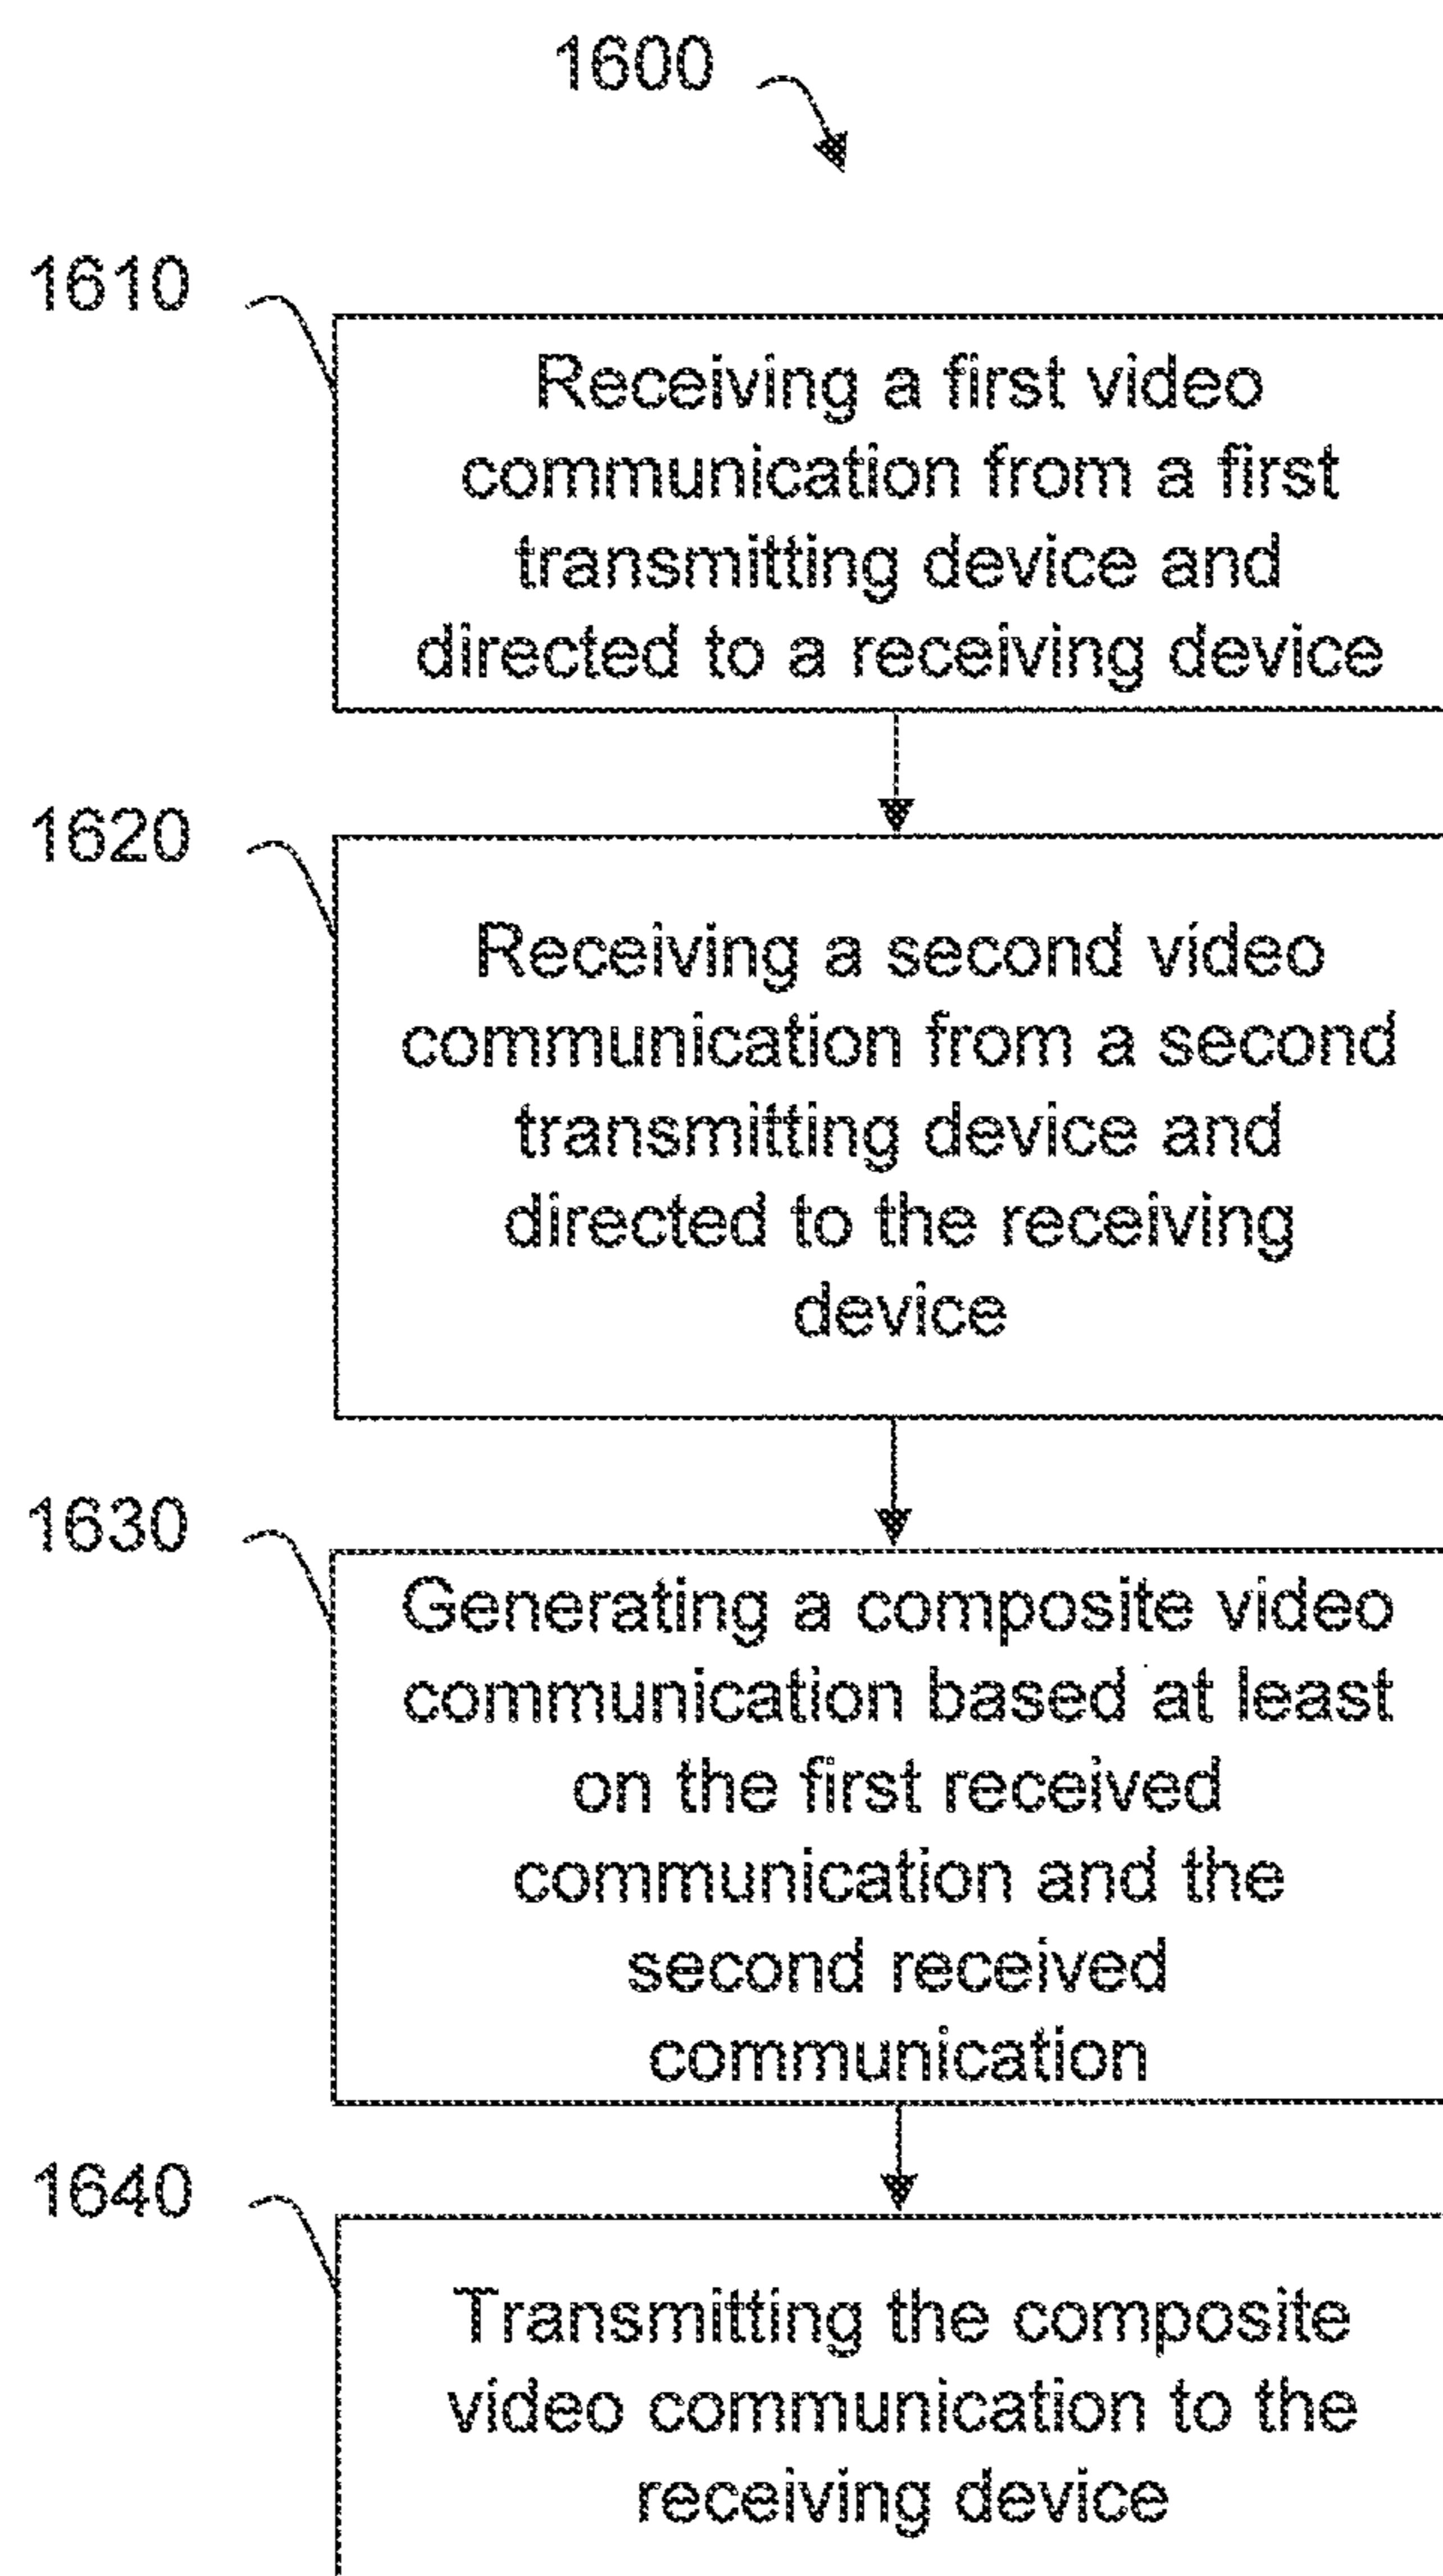 1600
1610
Receiving a first video
communication from a first
transmitting device and
directed to a receiving device
1620
Receiving a second video
communication from a second
transmitting device and
directed to the receiving
device
1630
Generating a composite video
communication based at least
on the first received
communication and the
second received
communication
1640
Transmitting the composite
video communication to the
receiving device